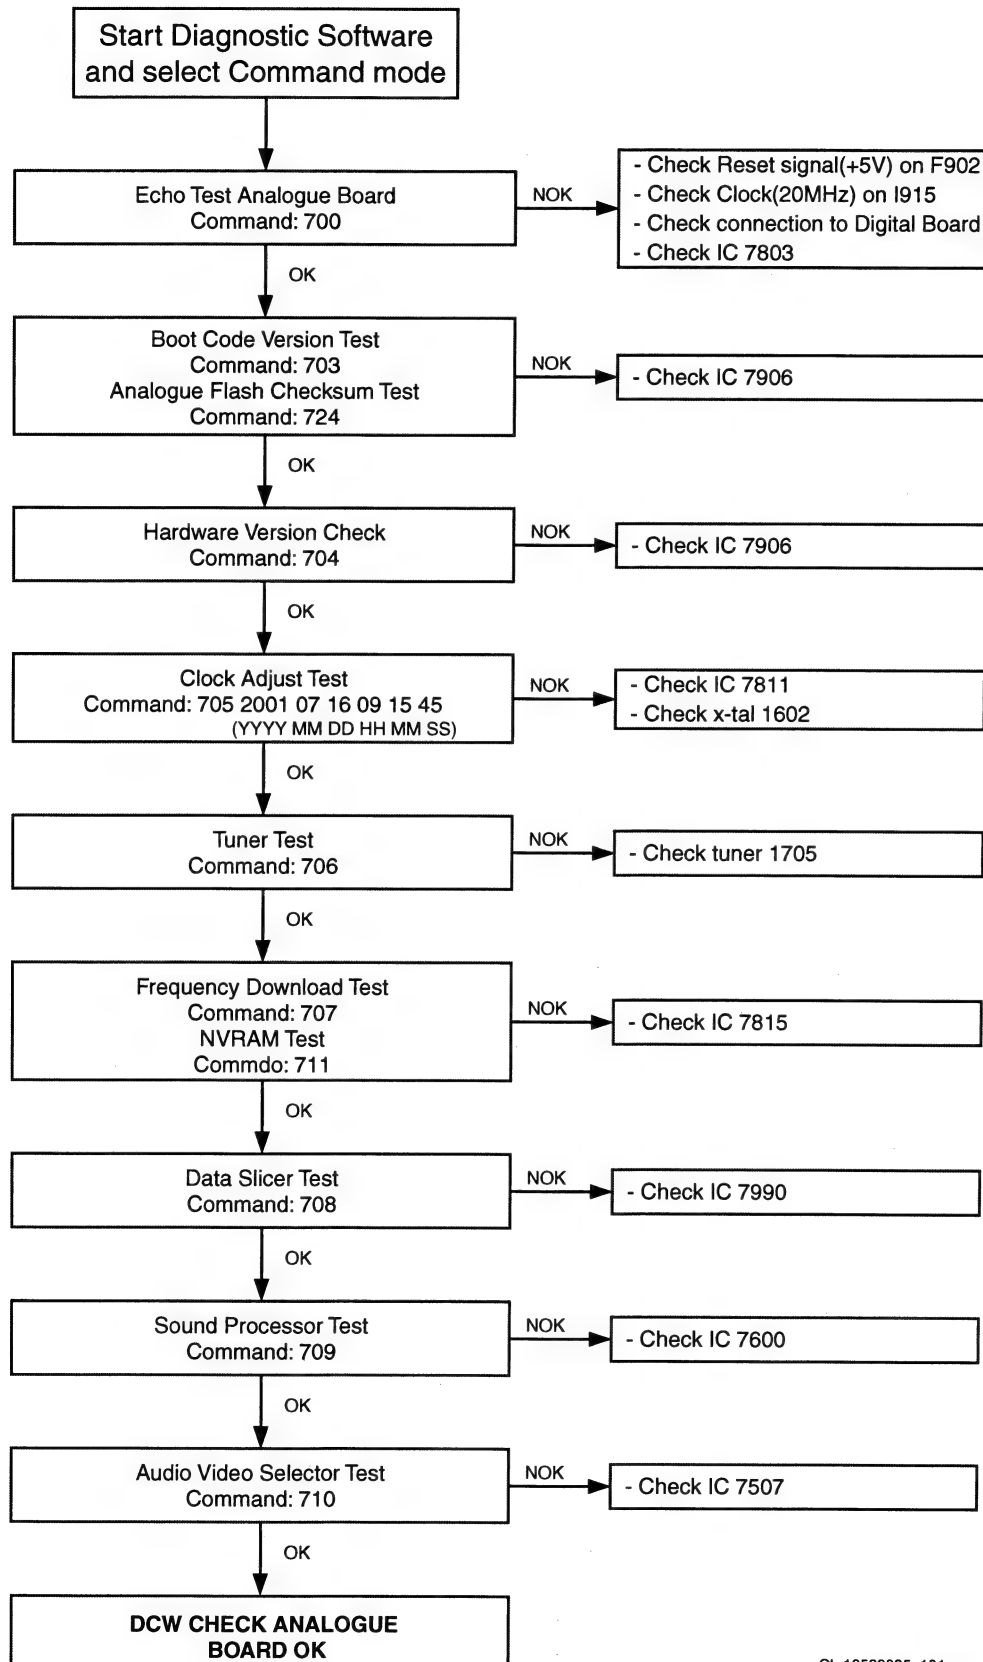 Start Diagnostic Software
and select Command mode
Echo Test Analogue Board
Command: 700
NOK
- Check Reset signal(+5V) on F902
- Check Clock(20MHz) on I915
- Check connection to Digital Board
- Check IC 7803
OK
Boot Code Version Test
Command: 703
Analogue Flash Checksum Test
Command: 724
NOK
- Check IC 7906
OK
Hardware Version Check
Command: 704
NOK
- Check IC 7906
OK
Clock Adjust Test
Command: 705 2001 07 16 09 15 45
(YYYY MM DD HH MM SS)
NOK
- Check IC 7811
- Check x-tal 1602
OK
Tuner Test
Command: 706
NOK
- Check tuner 1705
OK
Frequency Download Test
Command: 707
NVRAM Test
Commdo: 711
NOK
- Check IC 7815
OK
Data Slicer Test
Command: 708
NOK
- Check IC 7990
OK
Sound Processor Test
Command: 709
NOK
- Check IC 7600
OK
Audio Video Selector Test
Command: 710
NOK
- Check IC 7507
OK
DCW CHECK ANALOGUE
BOARD OK